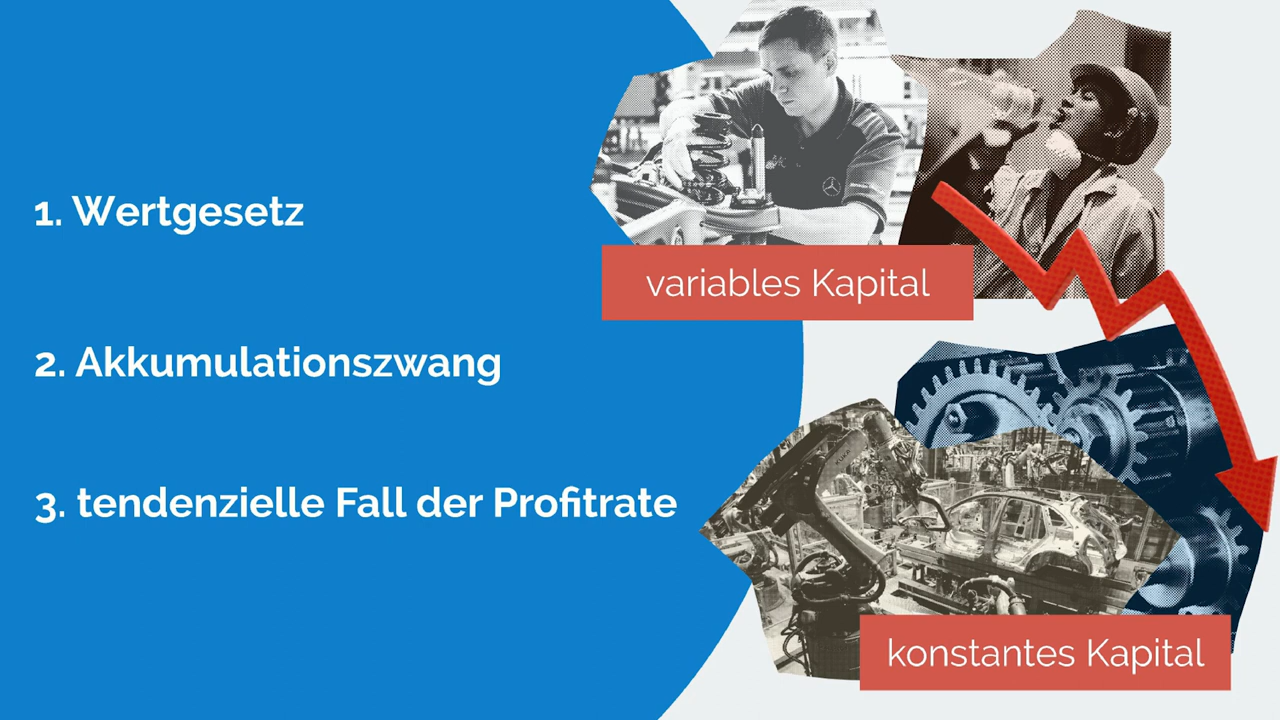 1. Wertgesetz
2. Akkumulationszwang
3. tendenzielle Fall der Profitrate
variables Kapital
konstantes Kapital